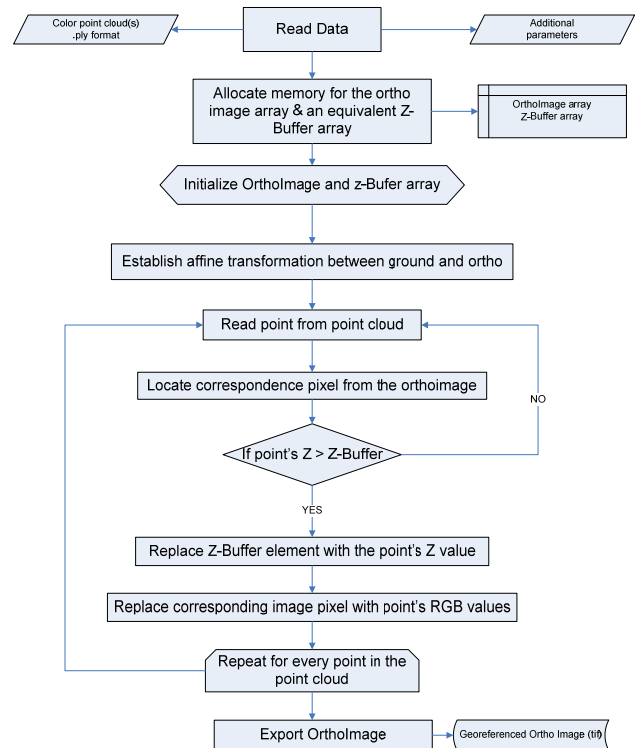 Color point cloud(s)
.ply format
Read Data
Additional
parameters
Allocate memory for the ortho
image array & an equivalent Z-
Buffer array
OrthoImage array
Z-Buffer array
Initialize OrthoImage and z-Bufer array
Establish affine transformation between ground and ortho
Read point from point cloud
Locate correspondence pixel from the orthoimage
NO
If point's Z > Z-Buffer
YES
Replace Z-Buffer element with the point's Z value
Replace corresponding image pixel with point's RGB values
Repeat for every point in the
point cloud
Export OrthoImage
Georeferenced Ortho Image (tif)